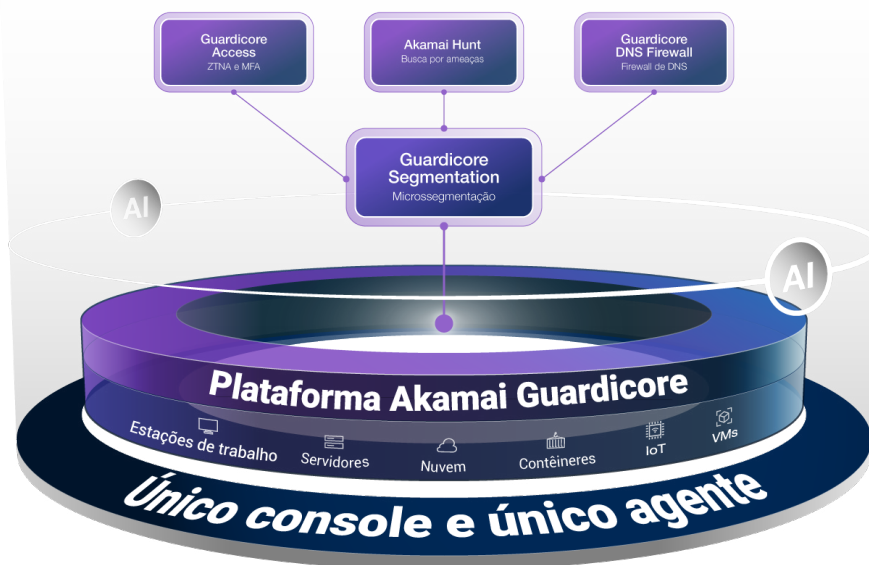 Guardicore
Access
ZTNA e MFA
Akamai Hunt
Busca por ameaças
Guardicore
DNS Firewall
Firewall de DNS
Guardicore
Segmentation
Microssegmentação
AI
AI
Plataforma Akamai Guardicore
Estações de trabalho
Servidores
Nuvem
Contêineres
IoT
VMs
Único console e único agente